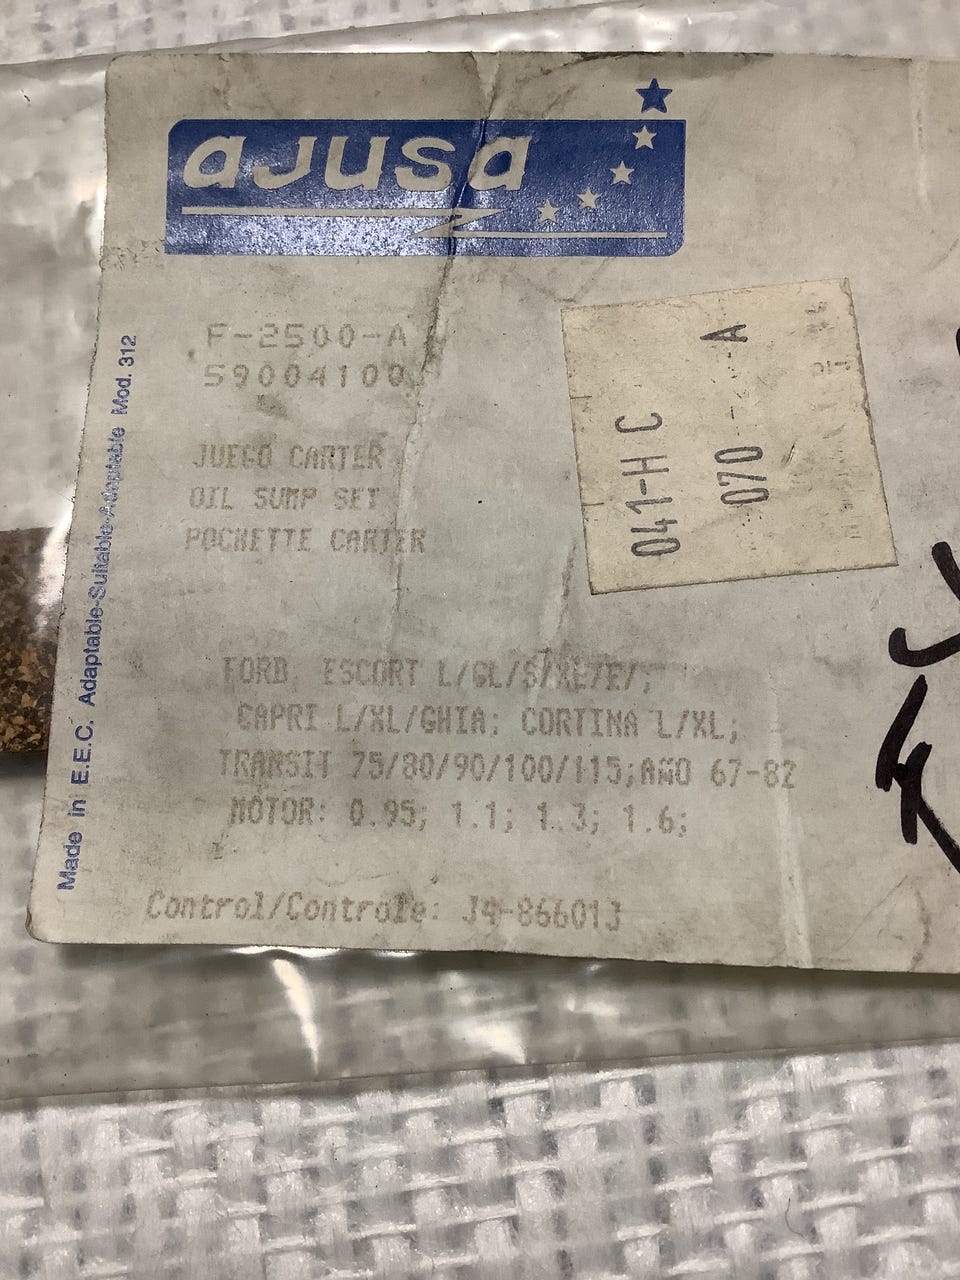 ajusa
F-2500-A
59004100
JUEGO CARTER
OIL SUMP SET
POCHETTE CARTER
FORD, ESCORT L/GL/S/XL/E/;
CAPRI L/XL/GHIA; CORTINA L/XL;
TRANSIT 75/80/90/100/115;AÑO 67-82
MOTOR: 0.95; 1.1; 1.3; 1.6;
Control/Controle: J4-86601J
Made in E.E.C. Adaptable-Suitable-Adaptable Mod. 312
041-H C
070 - A